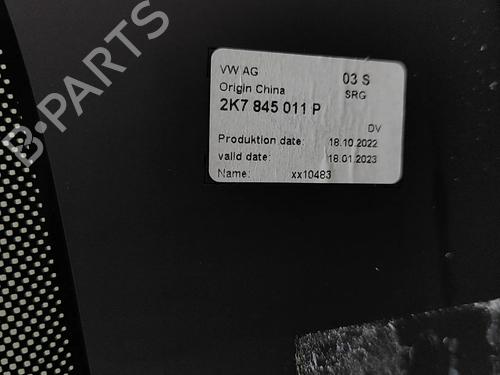 B-PARTS
VW AG 03 S
Origin China SRG
2K7 845 011 P
DV
Produktion date: 18.10.2022
valid date: 18.01.2023
Name: xx10483